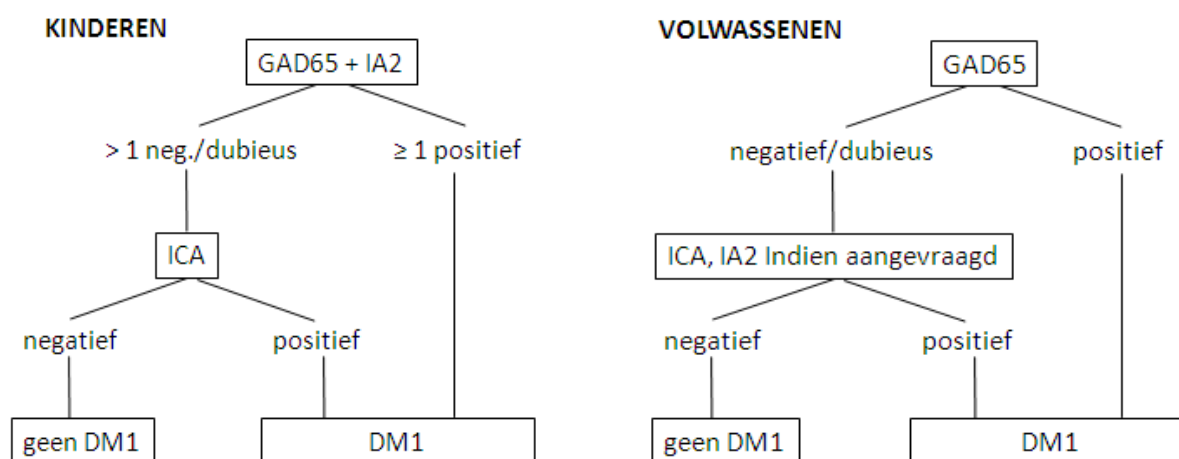 KINDEREN
GAD65 + IA2
> 1 neg./dubieus
≥ 1 positief
ICA
negatief
positief
geen DM1
DM1
VOLWASSENEN
GAD65
negatief/dubieus
positief
ICA, IA2 Indien aangevraagd
negatief
positief
geen DM1
DM1